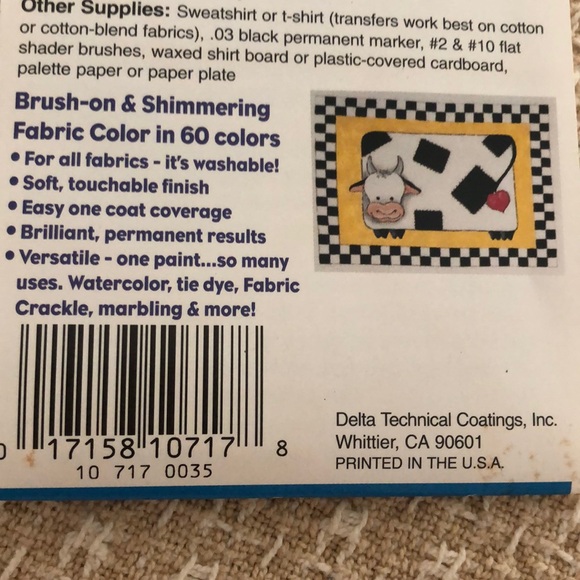 Other Supplies: Sweatshirt or t-shirt (transfers work best on cotton
or cotton-blend fabrics), .03 black permanent marker, #2 & #10 flat
shader brushes, waxed shirt board or plastic-covered cardboard,
palette paper or paper plate
Brush-on & Shimmering
Fabric Color in 60 colors
• For all fabrics - it's washable!
• Soft, touchable finish
• Easy one coat coverage
• Brilliant, permanent results
• Versatile - one paint...so many
uses. Watercolor, tie dye, Fabric
Crackle, marbling & more!
0 17158 10717 8
10 717 0035
Delta Technical Coatings, Inc.
Whittier, CA 90601
PRINTED IN THE U.S.A.